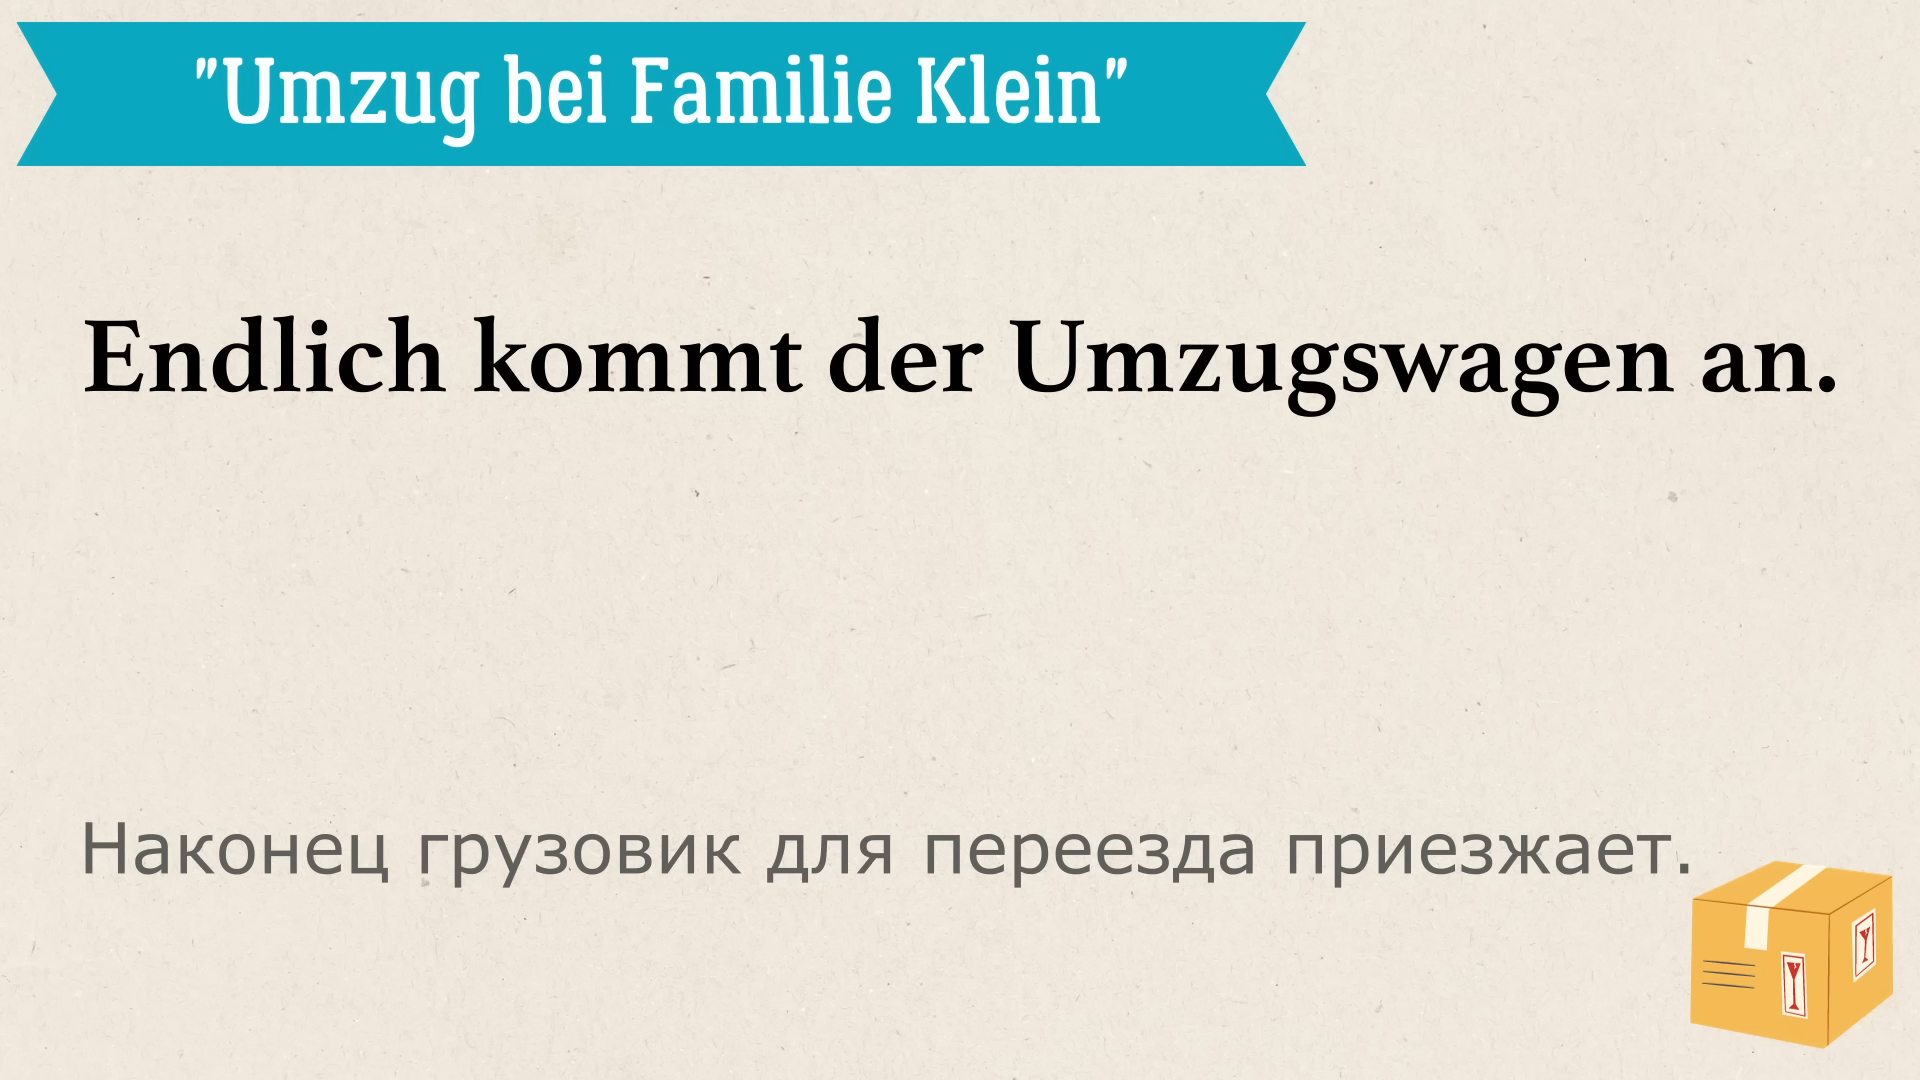 "Umzug bei Familie Klein"
Endlich kommt der Umzugswagen an.
Наконец грузовик для переезда приезжает.